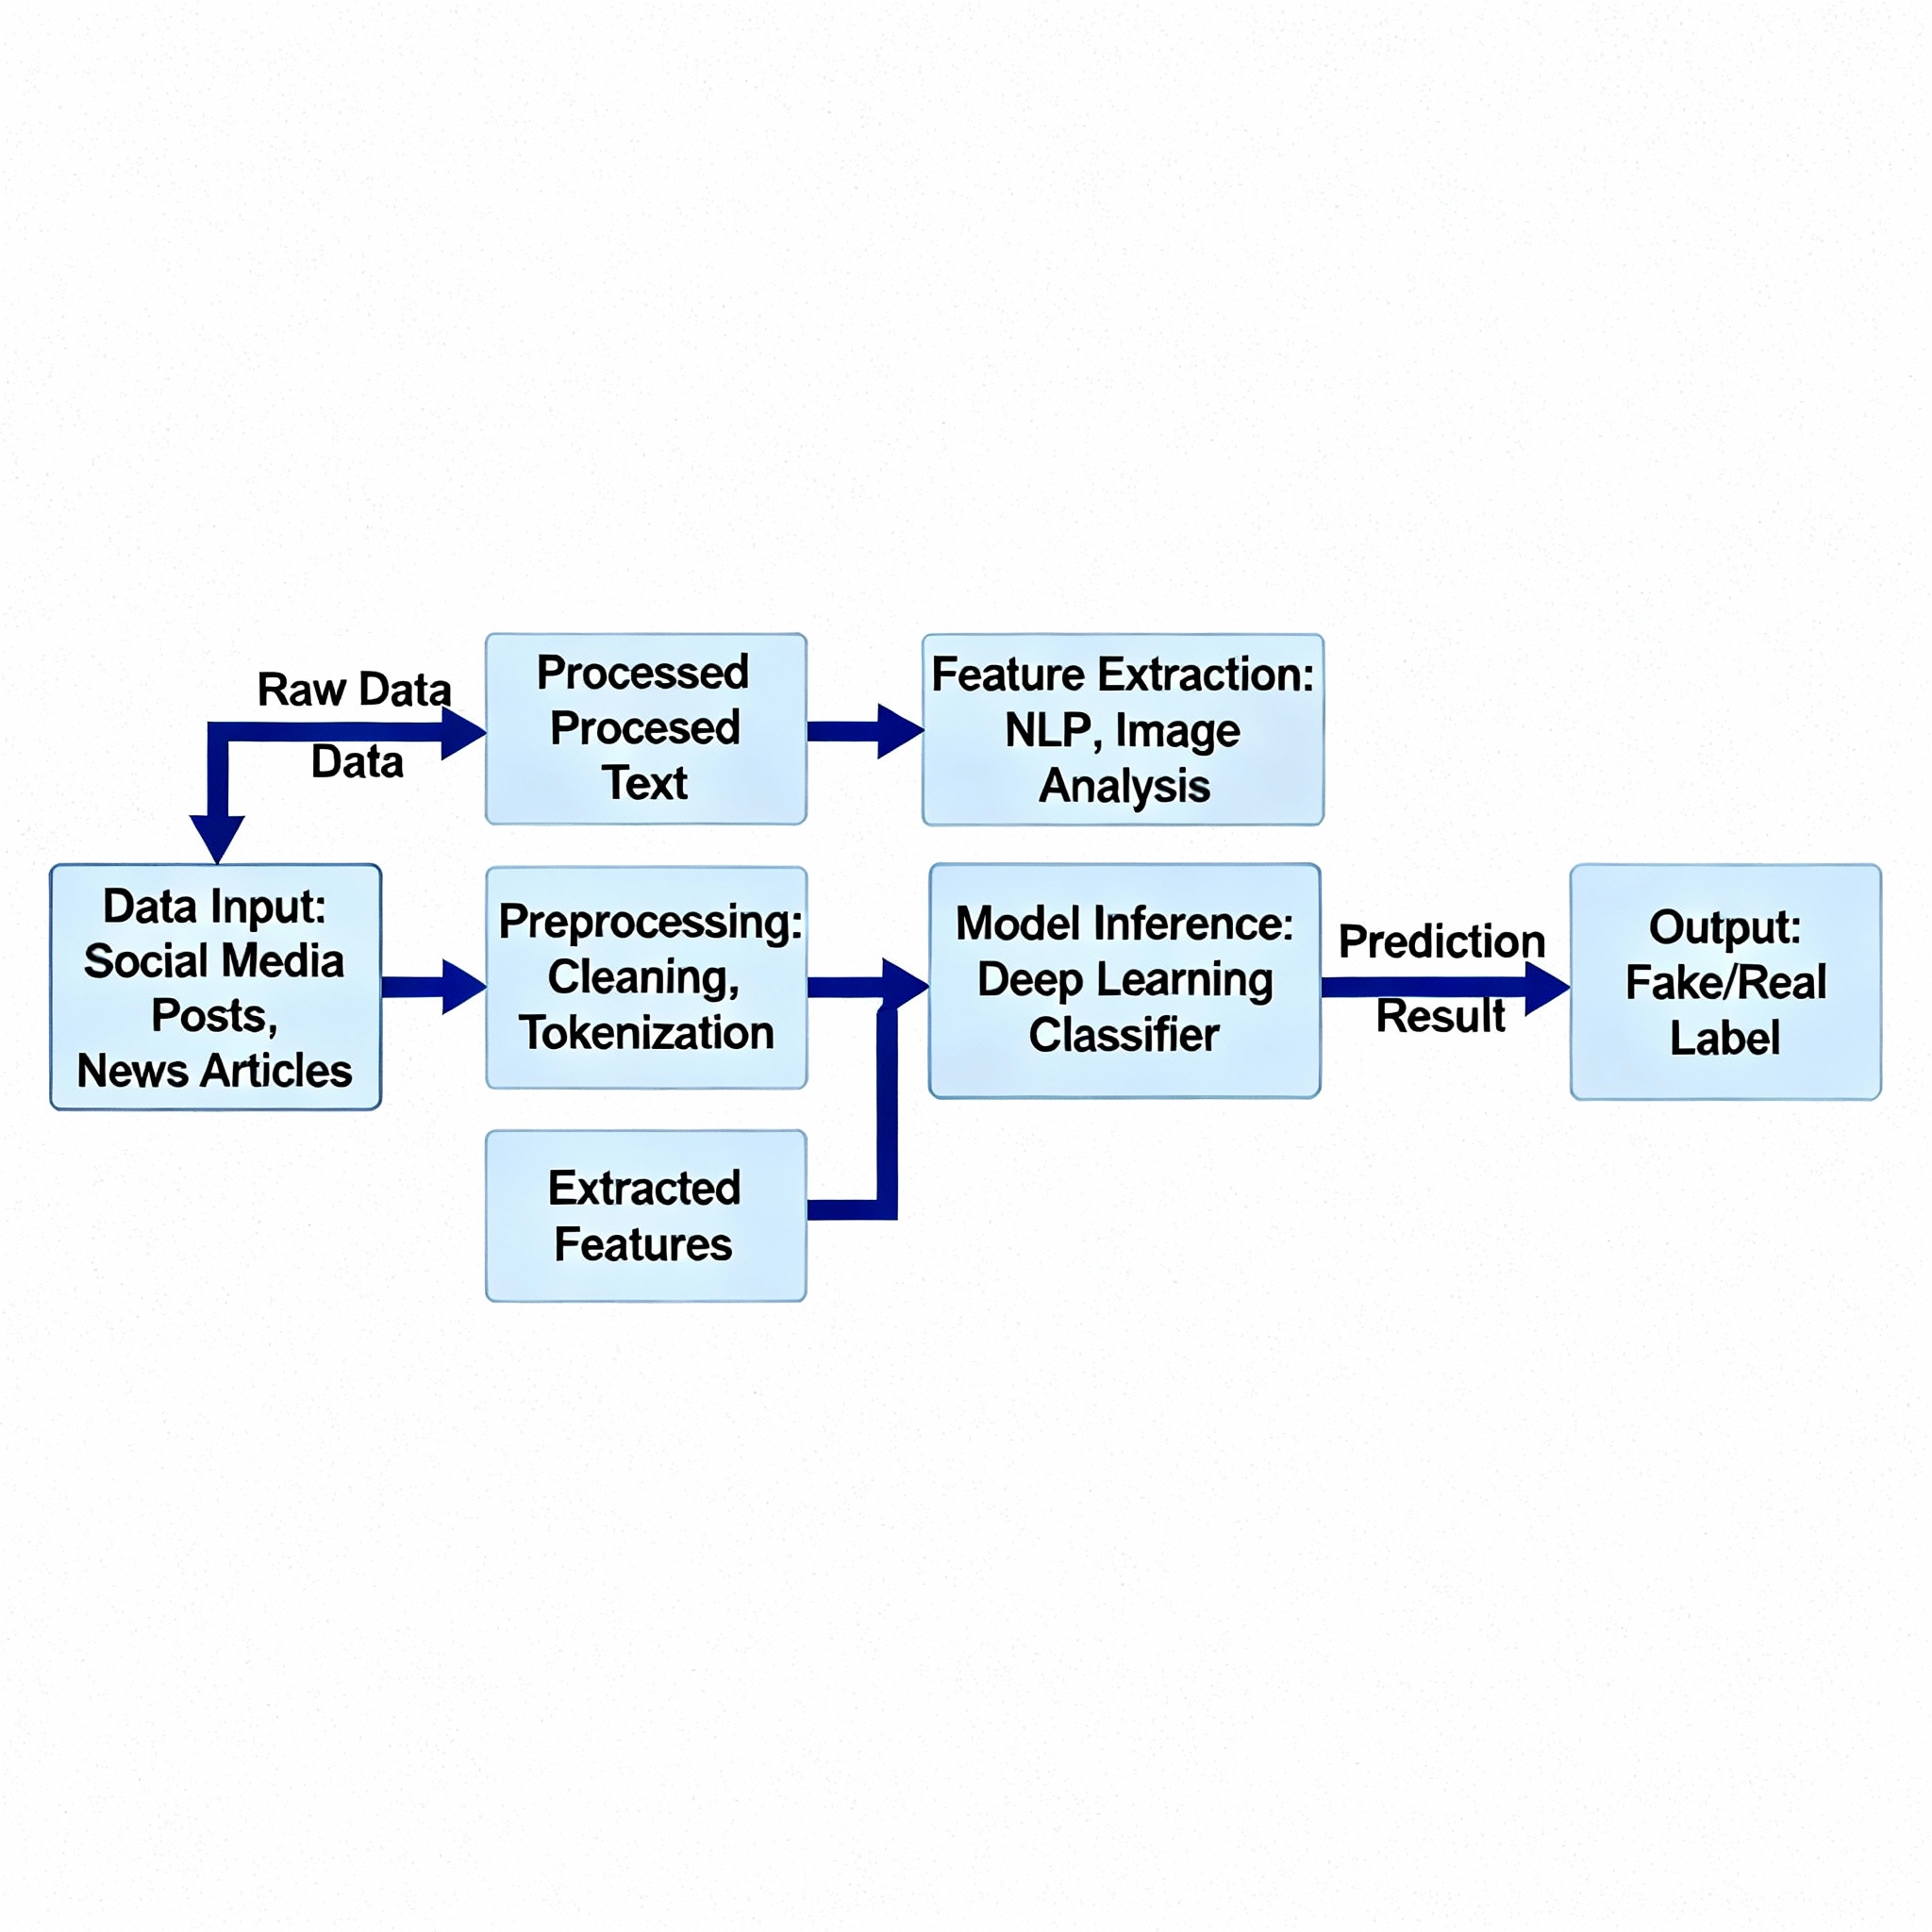 Raw Data
Data
Processed
Procesed
Text
Feature Extraction:
NLP, Image
Analysis
Data Input:
Social Media
Posts,
News Articles
Preprocessing:
Cleaning,
Tokenization
Model Inference:
Deep Learning
Classifier
Prediction
Result
Output:
Fake/Real
Label
Extracted
Features